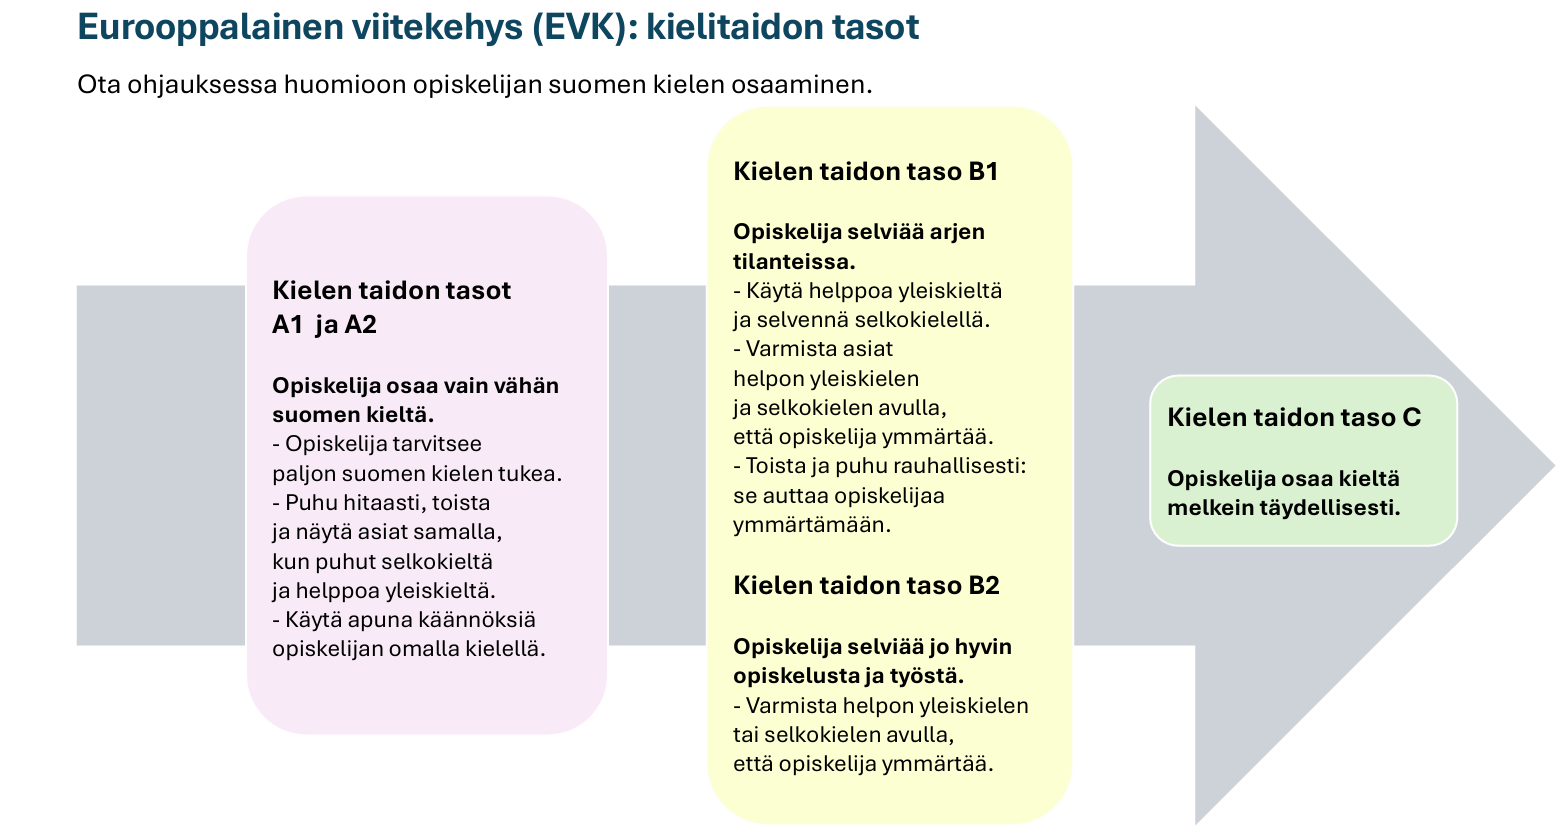 Eurooppalainen viitekehys (EVK): kielitaidon tasot
Ota ohjauksessa huomioon opiskelijan suomen kielen osaaminen.
Kielen taidon tasot
A1 ja A2
Opiskelija osaa vain vähän
suomen kieltä.
- Opiskelija tarvitsee
paljon suomen kielen tukea.
- Puhu hitaasti, toista
ja näytä asiat samalla,
kun puhut selkokieltä
ja helppoa yleiskieltä.
- Käytä apuna käännöksiä
opiskelijan omalla kielellä.
Kielen taidon taso B1
Opiskelija selviää arjen
tilanteissa.
- Käytä helppoa yleiskieltä
ja selvennä selkokielellä.
- Varmista asiat
helpon yleiskielen
ja selkokielen avulla,
että opiskelija ymmärtää.
- Toista ja puhu rauhallisesti:
se auttaa opiskelijaa
ymmärtämään.
Kielen taidon taso B2
Opiskelija selviää jo hyvin
opiskelusta ja työstä.
- Varmista helpon yleiskielen
tai selkokielen avulla,
että opiskelija ymmärtää.
Kielen taidon taso C
Opiskelija osaa kieltä
melkein täydellisesti.